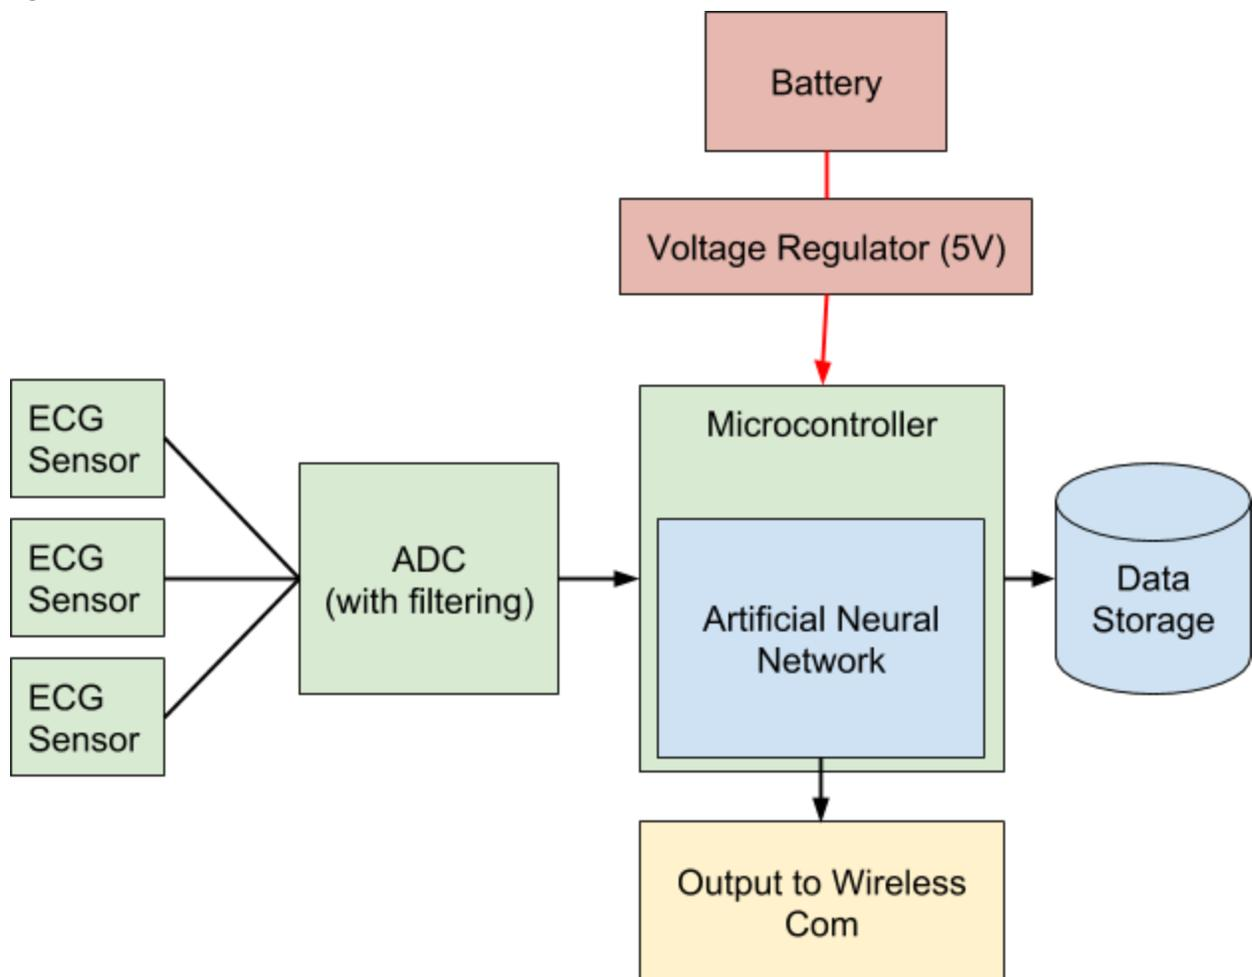 Battery
Voltage Regulator (5V)
Microcontroller
ECG
Sensor
ECG
Sensor
ECG
Sensor
ADC
(with filtering)
Artificial Neural
Network
Data
Storage
Output to Wireless
Com